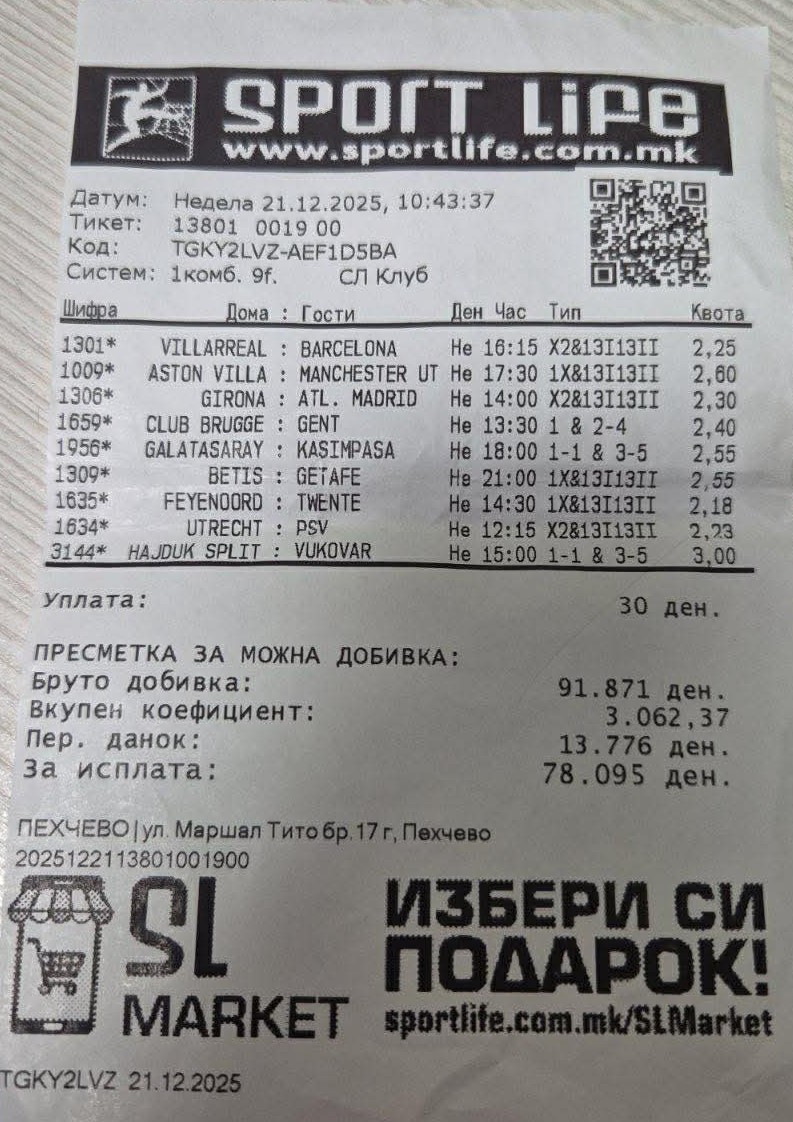 SPORT LIFE
www.sportlife.com.mk
Датум: Недела 21.12.2025, 10:43:37
Тикет: 13801 0019 00
Код: TGKY2LVZ-AEF1D5BA
Систем: 1комб. 9f. СЛ Клуб
Шифра Дома : Гости Ден Час Тип Квота
1301* VILLARREAL : BARCELONA Не 16:15 X2&13I13II 2,25
1009* ASTON VILLA : MANCHESTER UT Не 17:30 1X&13I13II 2,60
1306* GIRONA : ATL. MADRID Не 14:00 X2&13I13II 2,30
1659* CLUB BRUGGE : GENT Не 13:30 1 & 2-4 2,40
1956* GALATASARAY : KASIMPASA Не 18:00 1-1 & 3-5 2,55
1309* BETIS : GETAFE Не 21:00 1X&13I13II 2,55
1635* FEYENOORD : TWENTE Не 14:30 1X&13I13II 2,18
1634* UTRECHT : PSV Не 12:15 X2&13I13II 2,23
3144* HAJDUK SPLIT : VUKOVAR Не 15:00 1-1 & 3-5 3,00
Уплата: 30 ден.
ПРЕСМЕТКА ЗА МОЖНА ДОБИВКА:
Бруто добивка: 91.871 ден.
Вкупен коефициент: 3.062,37
Пер. данок: 13.776 ден.
За исплата: 78.095 ден.
ПЕХЧЕВО|ул. Маршал Тито бр.17 г, Пехчево
2025122113801001900
SL
MARKET
ИЗБЕРИ СИ
ПОДАРОК!
sportlife.com.mk/SLMarket
TGKY2LVZ 21.12.2025